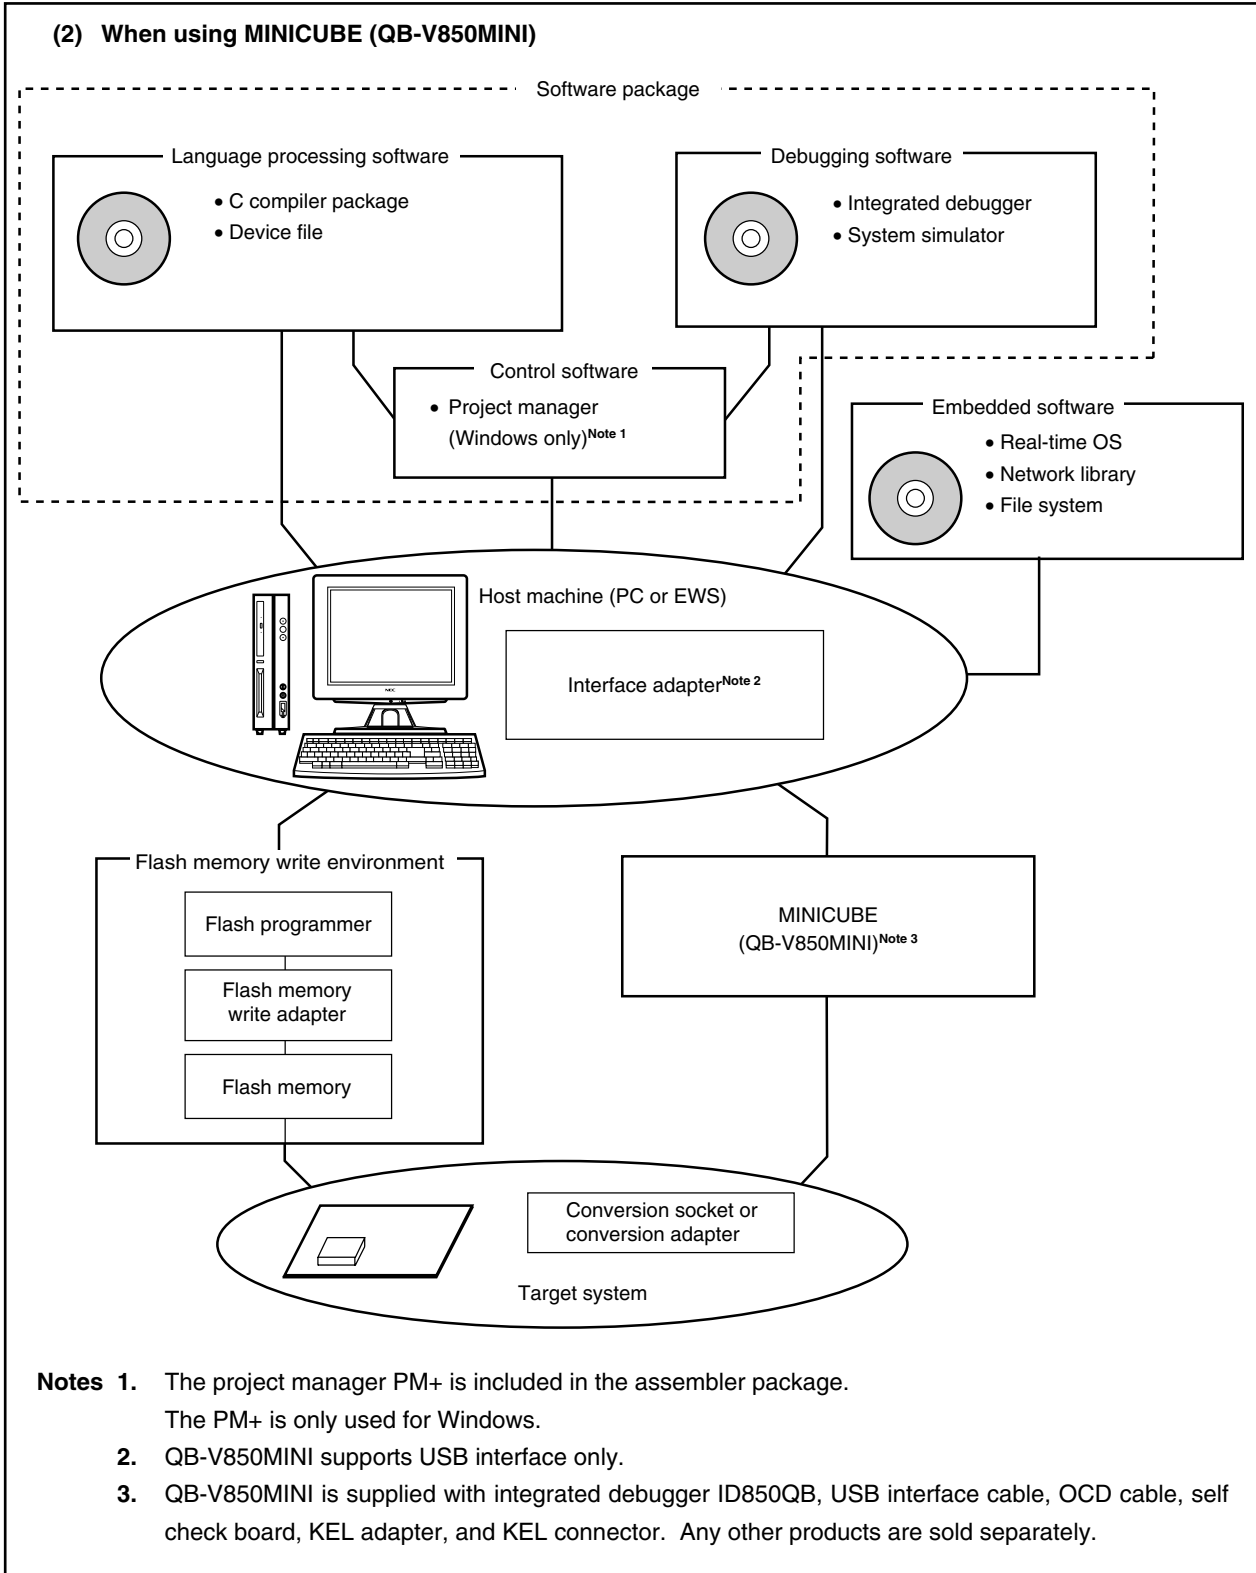 (2) When using MINICUBE (QB-V850MINI)
Software package
Language processing software
• C compiler package
• Device file
Debugging software
• Integrated debugger
• System simulator
Control software
• Project manager
(Windows only)Note 1
Embedded software
• Real-time OS
• Network library
• File system
Host machine (PC or EWS)
Interface adapterNote 2
NEC
Flash memory write environment
Flash programmer
Flash memory
write adapter
Flash memory
MINICUBE
(QB-V850MINI)Note 3
Conversion socket or
conversion adapter
Target system
Notes 1. The project manager PM+ is included in the assembler package.
The PM+ is only used for Windows.
2. QB-V850MINI supports USB interface only.
3. QB-V850MINI is supplied with integrated debugger ID850QB, USB interface cable, OCD cable, self
check board, KEL adapter, and KEL connector. Any other products are sold separately.